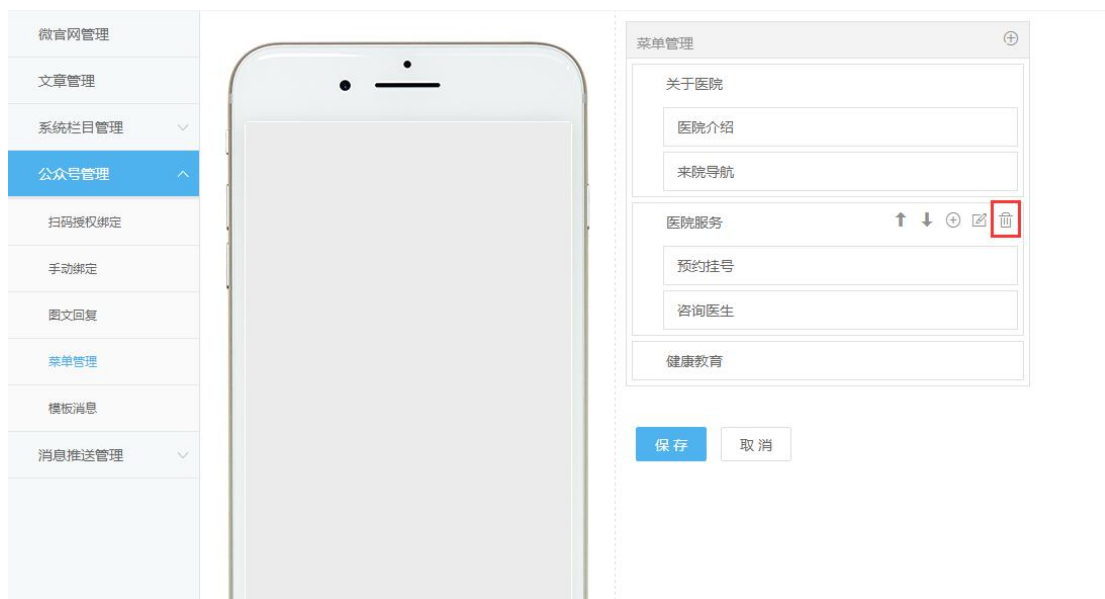 微官网管理
文章管理
系统栏目管理
公众号管理
扫码授权绑定
手动绑定
图文回复
菜单管理
模板消息
消息推送管理
菜单管理
关于医院
医院介绍
来院导航
医院服务
预约挂号
咨询医生
健康教育
保存 取消